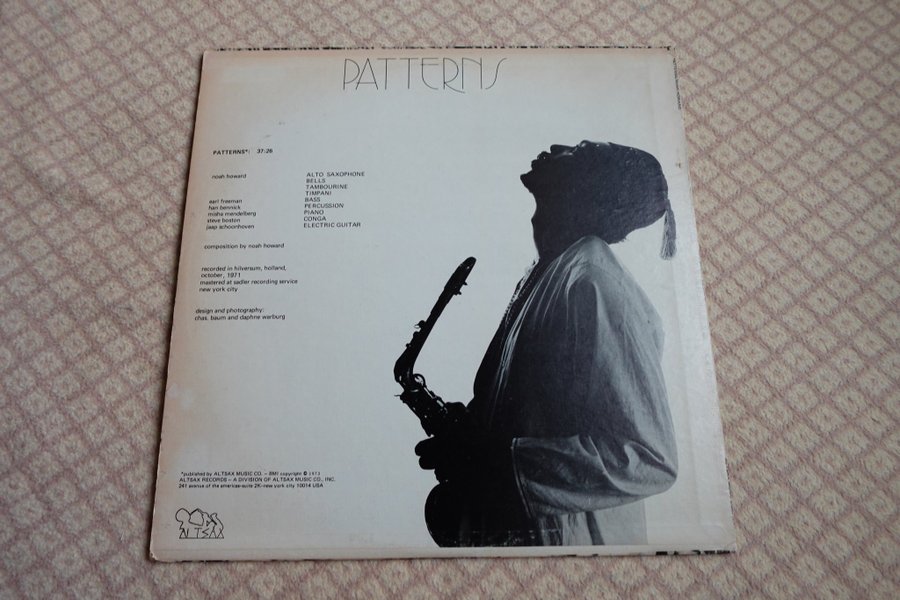 PATTERNS
PATTERNS*: 37:26
noah howard ALTO SAXOPHONE
BELLS
TAMBOURINE
TIMPANI
earl freeman BASS
han bennick PERCUSSION
misha mendelberg PIANO
steve boston CONGA
jaap schoonhoven ELECTRIC GUITAR
composition by noah howard
recorded in hilversum, holland,
october, 1971
mastered at sadler recording service
new york city
design and photography:
chas. baum and daphne warburg
*published by ALTSAX MUSIC CO. – BMI copyright © 1973
ALTSAX RECORDS – A DIVISION OF ALTSAX MUSIC CO., INC.
241 avenue of the americas-suite 2K-new york city 10014 USA
ALTSAX